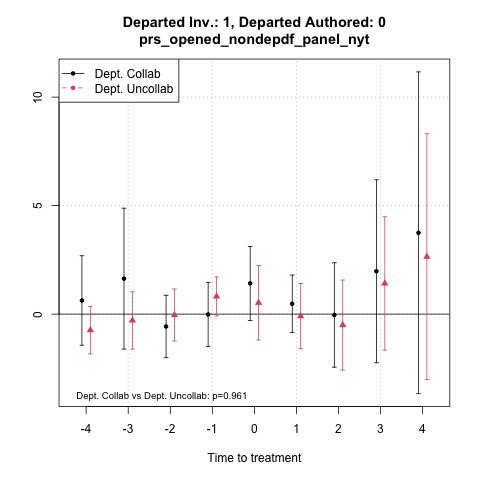 Departed Inv.: 1, Departed Authored: 0
prs_opened_nondepdf_panel_nyt
Dept. Collab
Dept. Uncollab
10
5
0
Dept. Collab vs Dept. Uncollab: p=0.961
-4 -3 -2 -1 0 1 2 3 4
Time to treatment